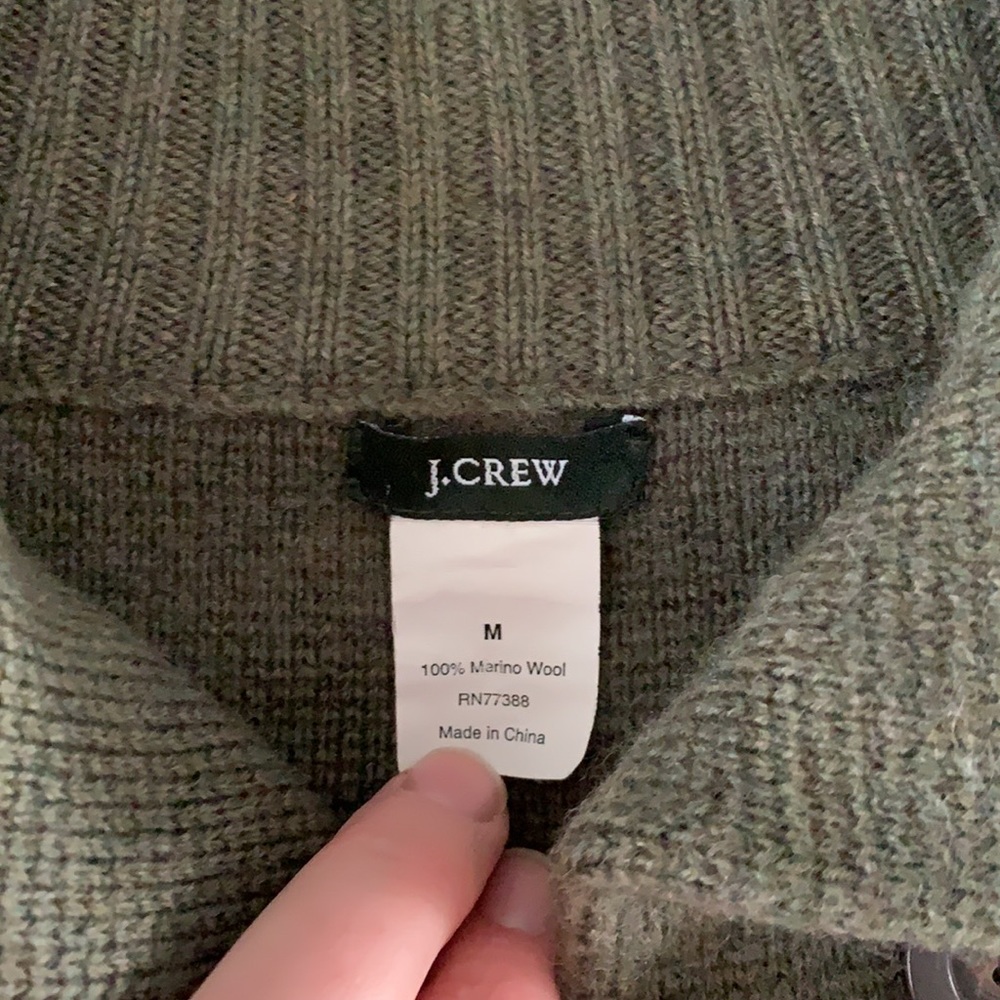 J.CREW
M
100% Marino Wool
RN77388
Made in China